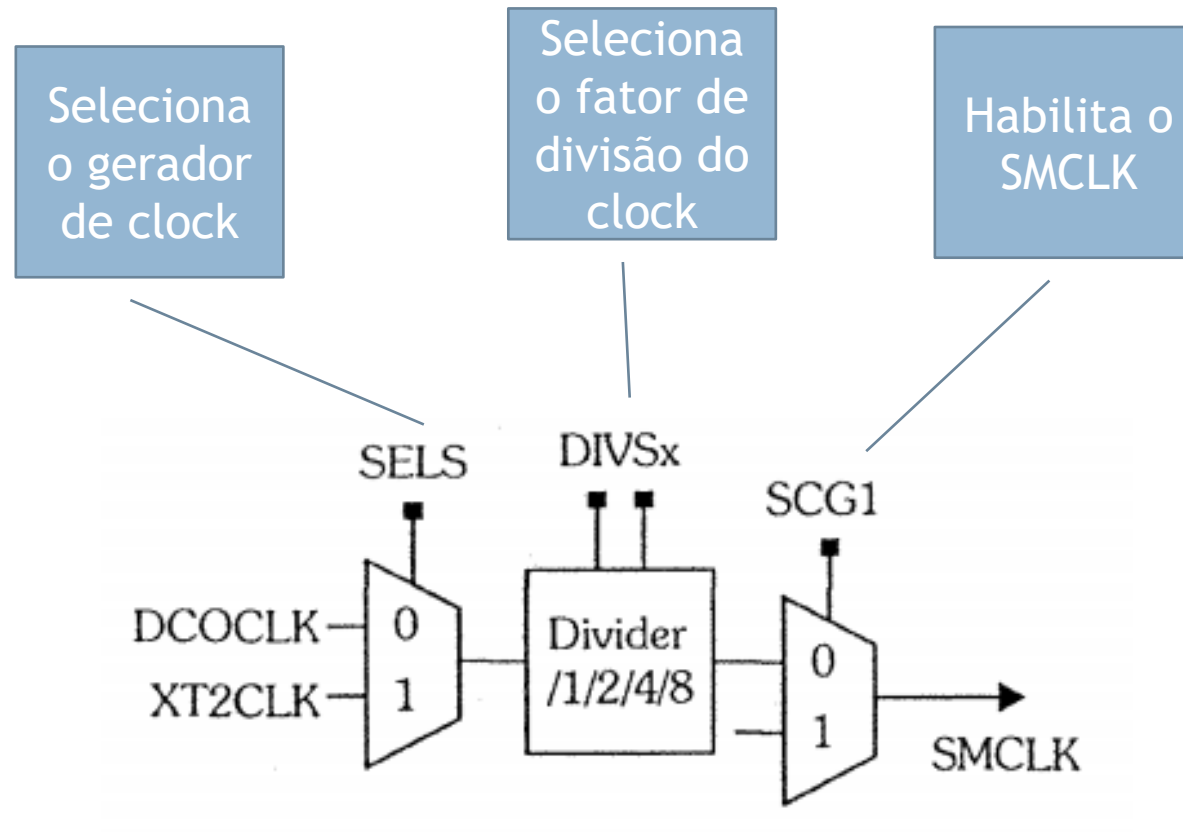 Seleciona
o gerador
de clock
Seleciona
o fator de
divisão do
clock
Habilita o
SMCLK
SELS
DIVSx
SCG1
DCOCLK
0
XT2CLK
1
Divider
/1/2/4/8
0
1
SMCLK